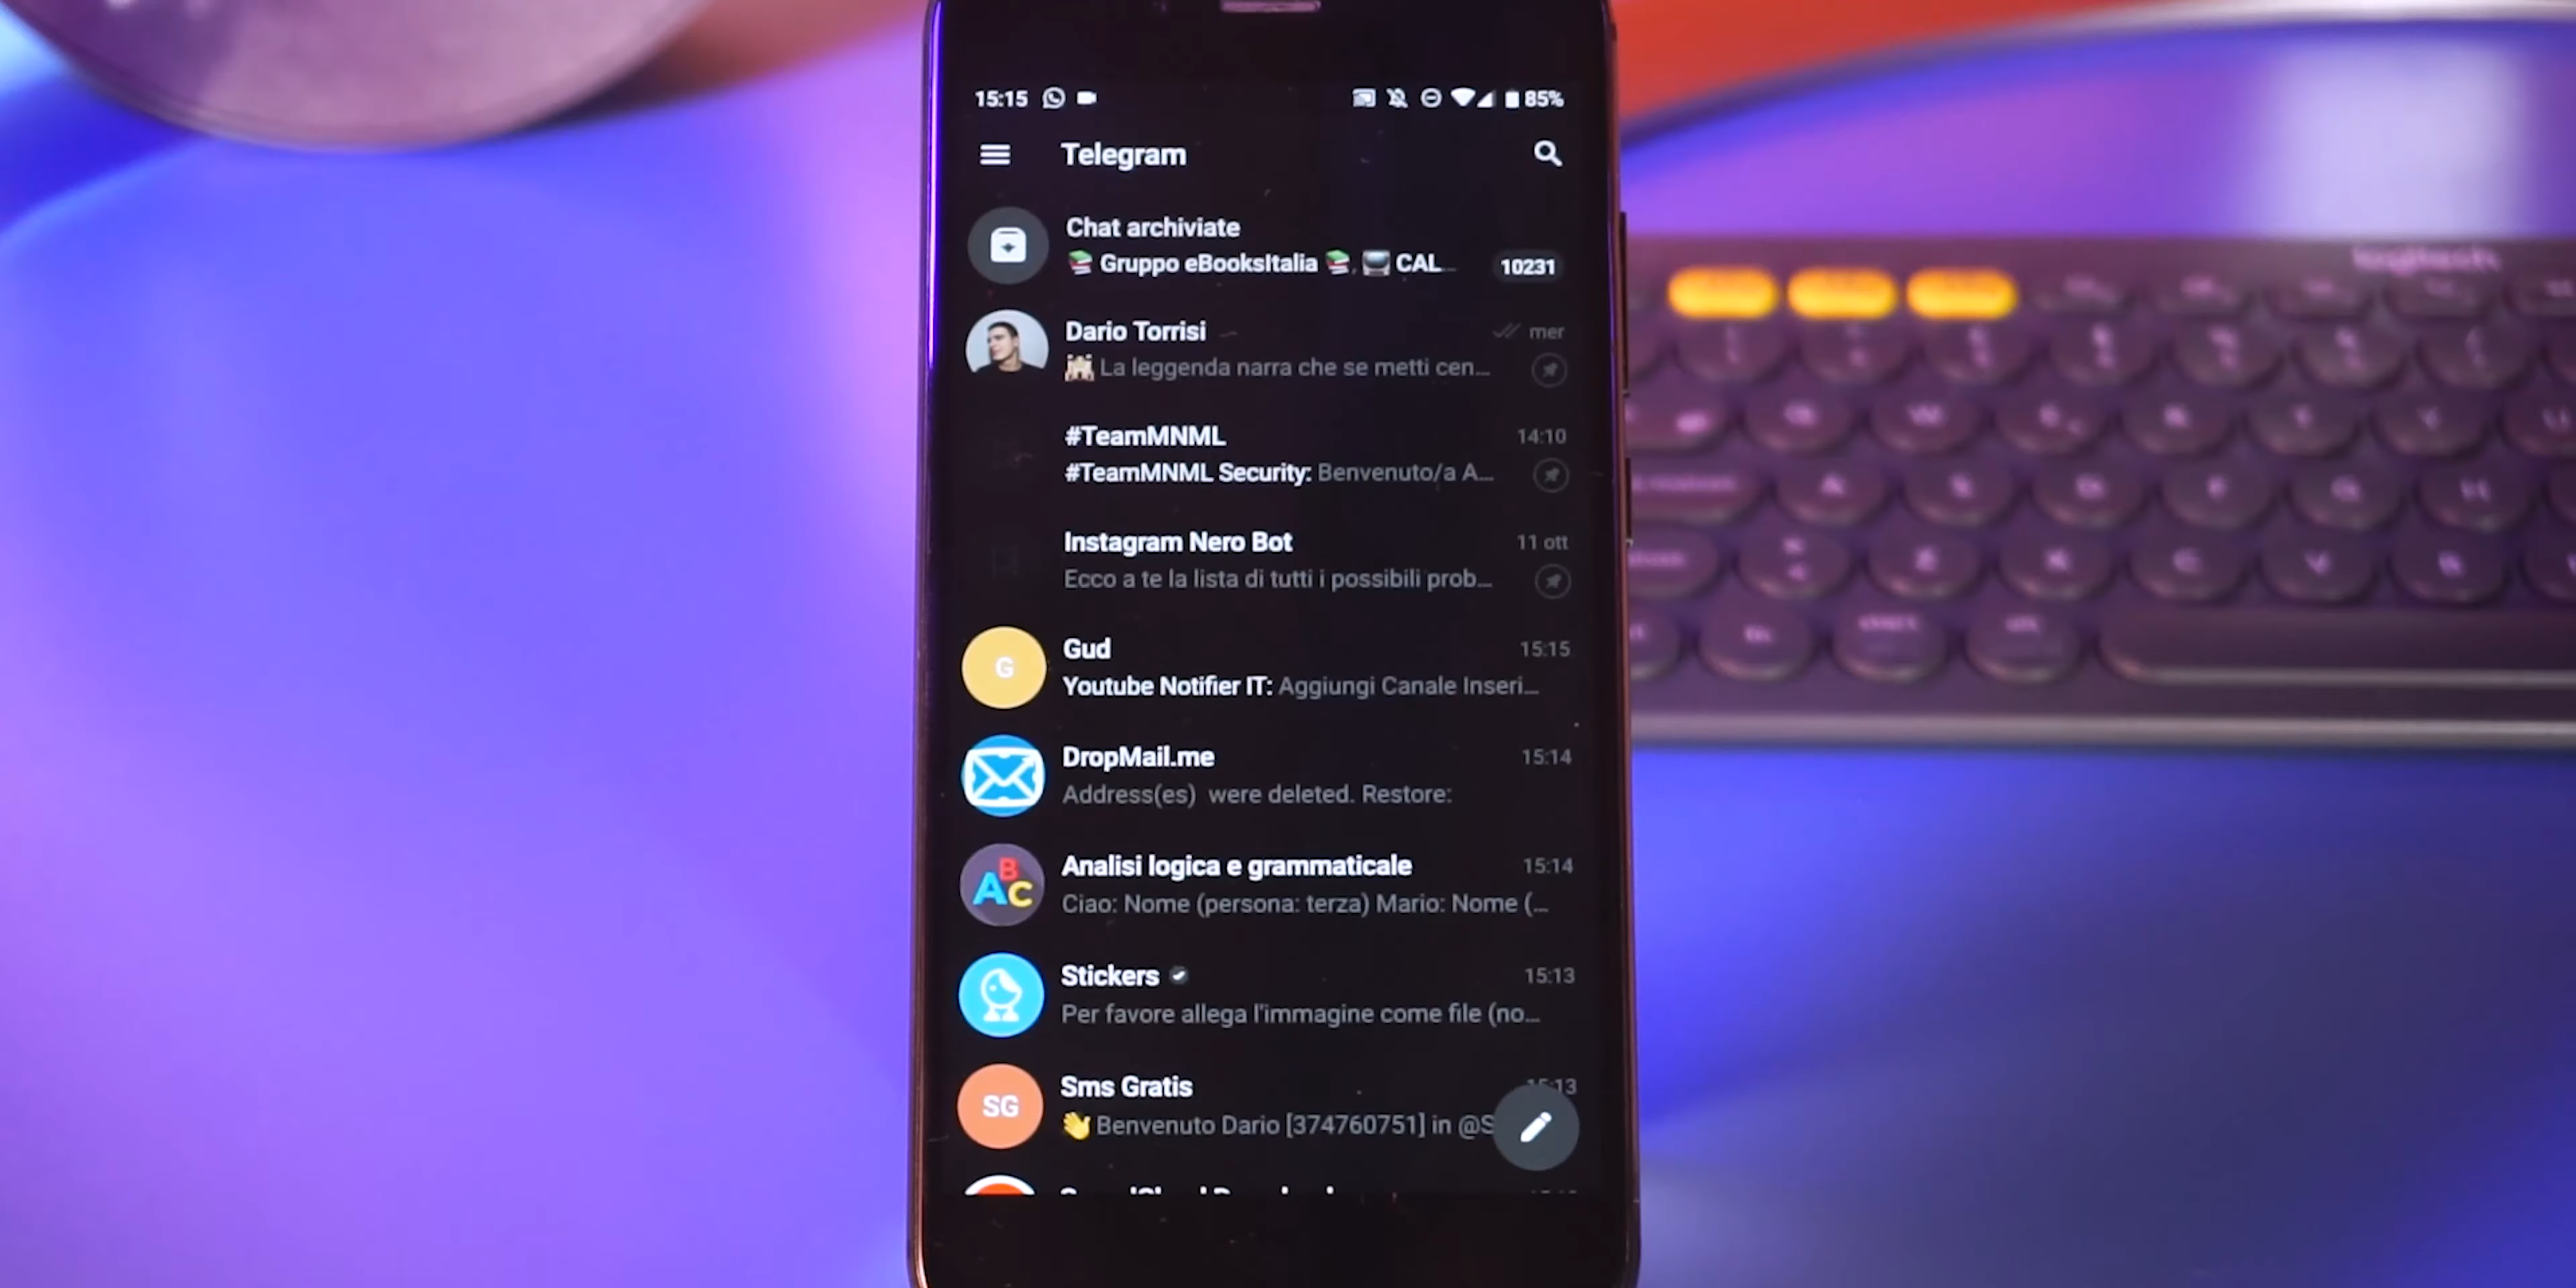 15:15 85%
Telegram
Chat archiviate
Gruppo eBooksItalia , CAL... 10231
Dario Torrisi mer
La leggenda narra che se metti cen...
#TeamMNML 14:10
#TeamMNML Security: Benvenuto/a A...
Instagram Nero Bot 11 ott
Ecco a te la lista di tutti i possibili prob...
G
Gud 15:15
Youtube Notifier IT: Aggiungi Canale Inseri...
DropMail.me 15:14
Address(es) were deleted. Restore:
ABC
Analisi logica e grammaticale 15:14
Ciao: Nome (persona: terza) Mario: Nome (...
Stickers 15:13
Per favore allega l'immagine come file (no...
SG
Sms Gratis 15:13
👋 Benvenuto Dario [374760751] in @S
logitech